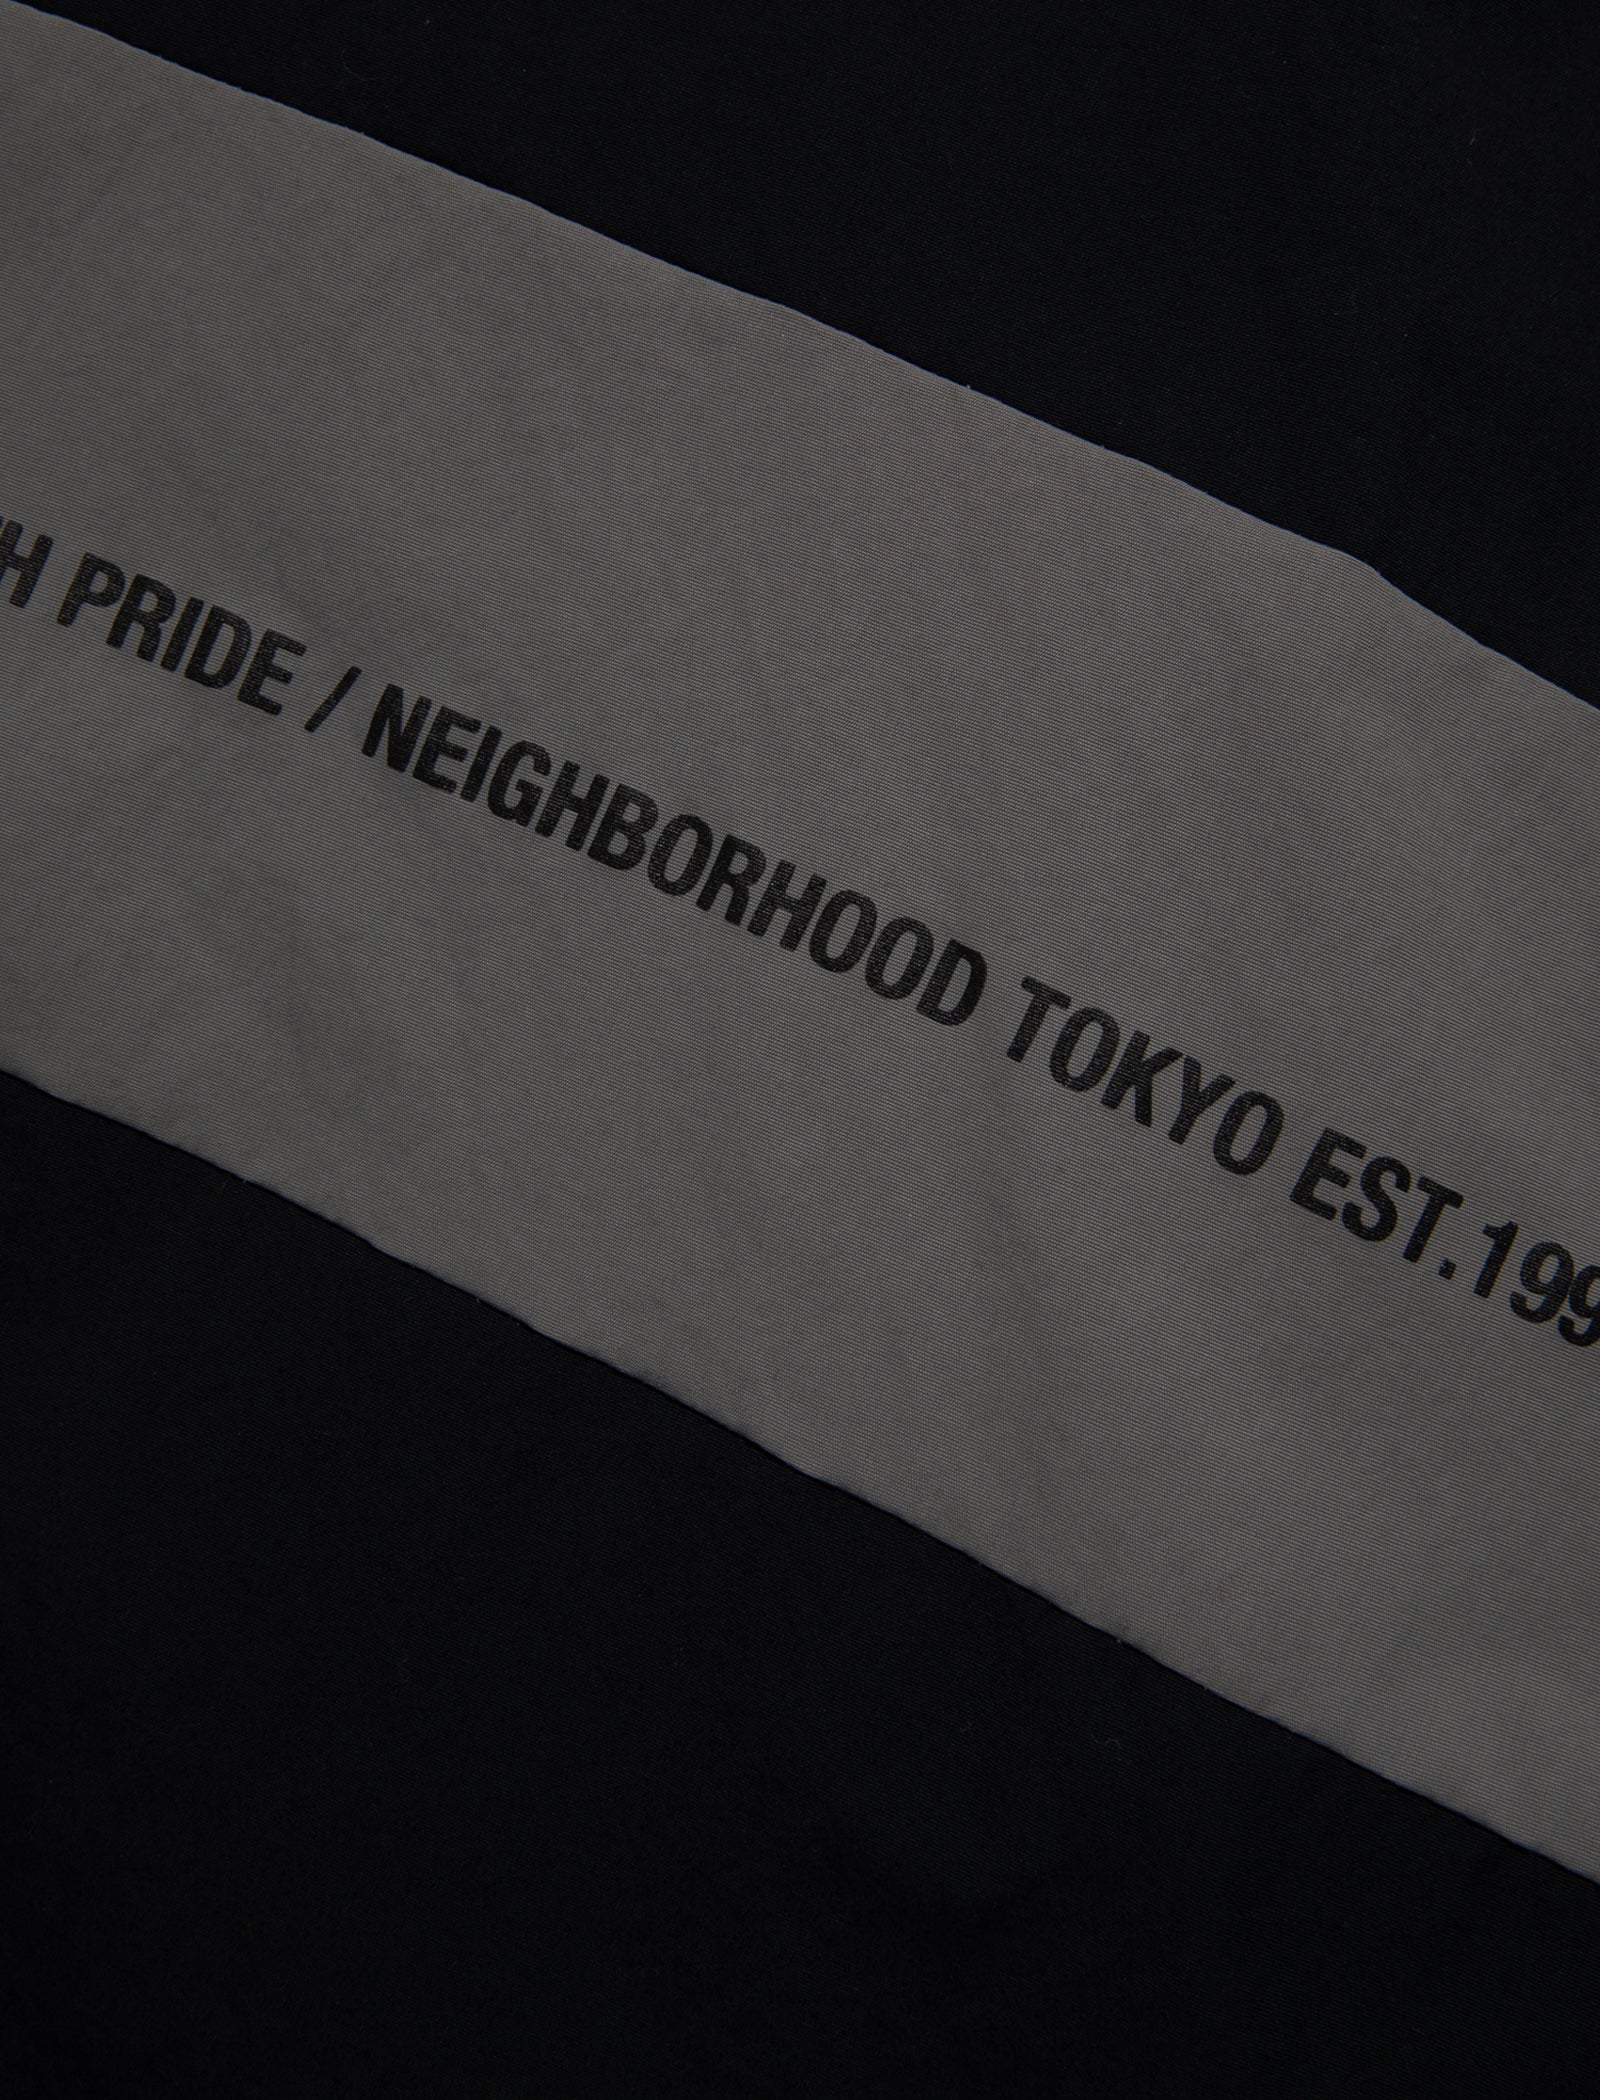 H PRIDE / NEIGHBORHOOD TOKYO EST.199